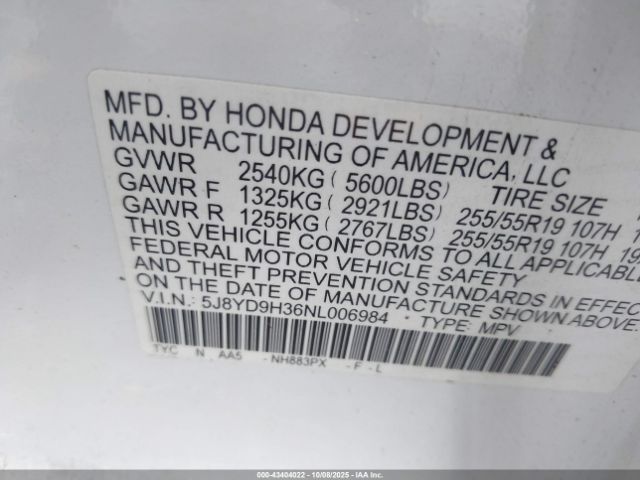 MFD. BY HONDA DEVELOPMENT &
MANUFACTURING OF AMERICA, LLC
GVWR 2540KG ( 5600LBS) TIRE SIZE
GAWR F 1325KG ( 2921LBS) 255/55R19 107H
GAWR R 1255KG ( 2767LBS) 255/55R19 107H 19
THIS VEHICLE CONFORMS TO ALL APPLICABLE
FEDERAL MOTOR VEHICLE SAFETY
AND THEFT PREVENTION STANDARDS IN EFFEC
ON THE DATE OF MANUFACTURE SHOWN ABOVE.
V.I.N.: 5J8YD9H36NL006984 TYPE: MPV
TYC N AA5 -NH883PX -F-L
000-43404022 | 10/08/2025 | IAA Inc.